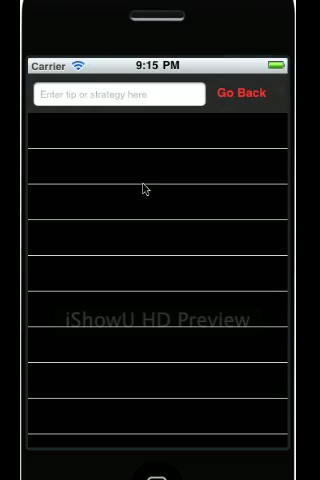 Carrier 9:15 PM
Enter tip or strategy here Go Back
iShowU HD Preview